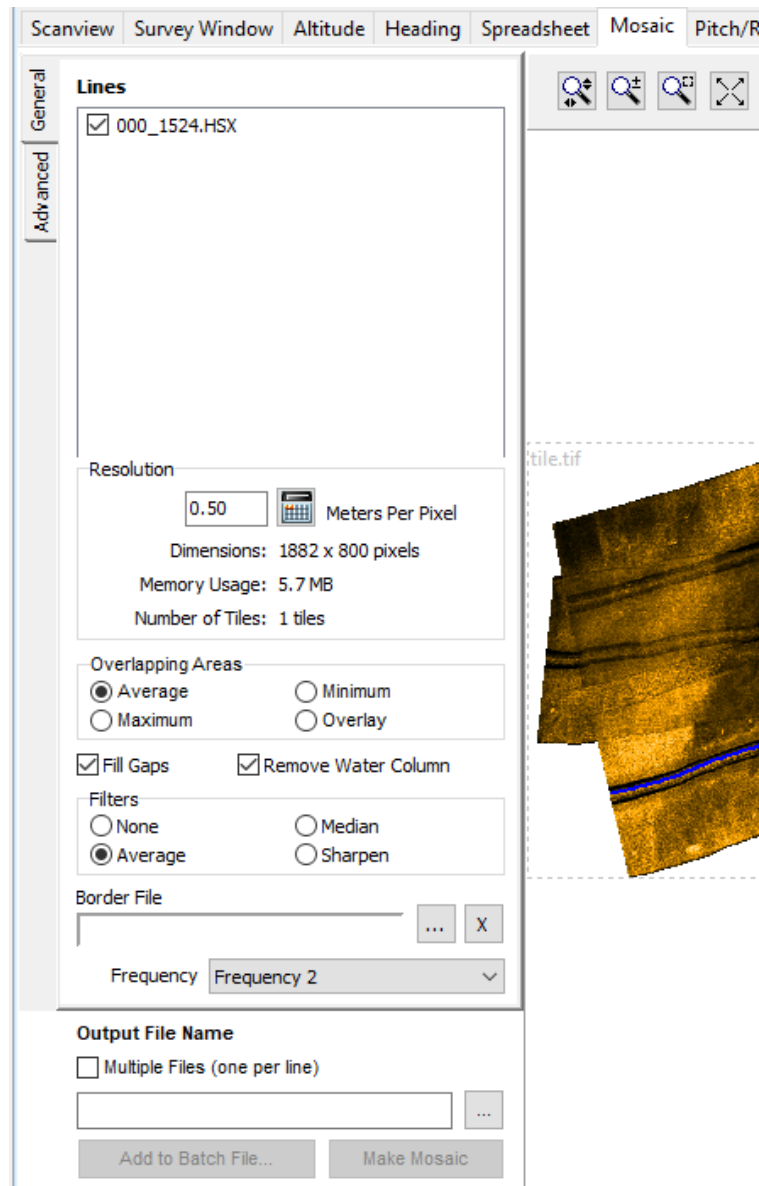 Scanview Survey Window Altitude Heading Spreadsheet Mosaic Pitch/R
General
Advanced
Lines
000_1524.HSX
Resolution
0.50 Meters Per Pixel
Dimensions: 1882 x 800 pixels
Memory Usage: 5.7 MB
Number of Tiles: 1 tiles
Overlapping Areas
Average Minimum
Maximum Overlay
Fill Gaps Remove Water Column
Filters
None Median
Average Sharpen
Border File
... X
Frequency Frequency 2
Output File Name
Multiple Files (one per line)
...
Add to Batch File... Make Mosaic
tile.tif